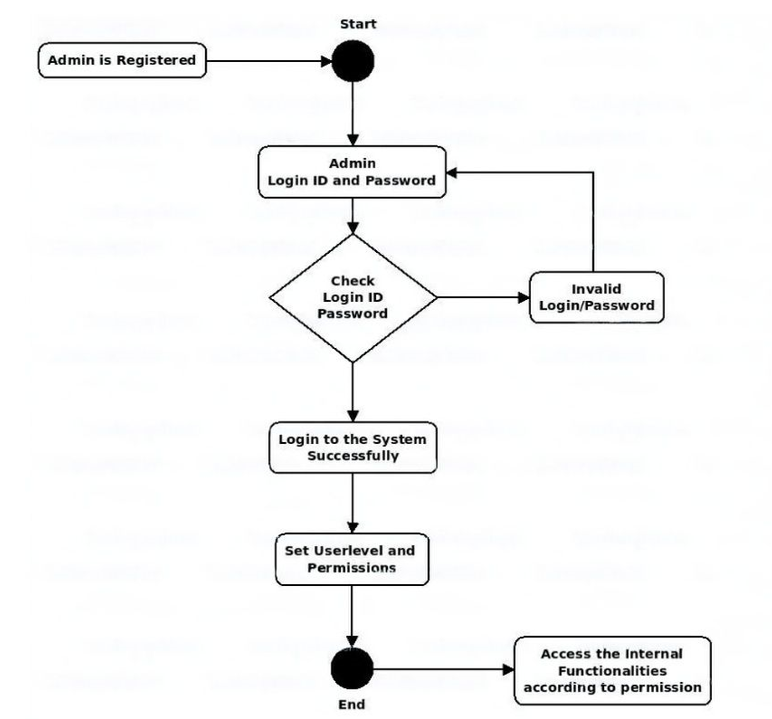 Start
Admin is Registered
Admin
Login ID and Password
Check
Login ID
Password
Invalid
Login/Password
Login to the System
Successfully
Set Userlevel and
Permissions
Access the Internal
Functionalities
according to permission
End